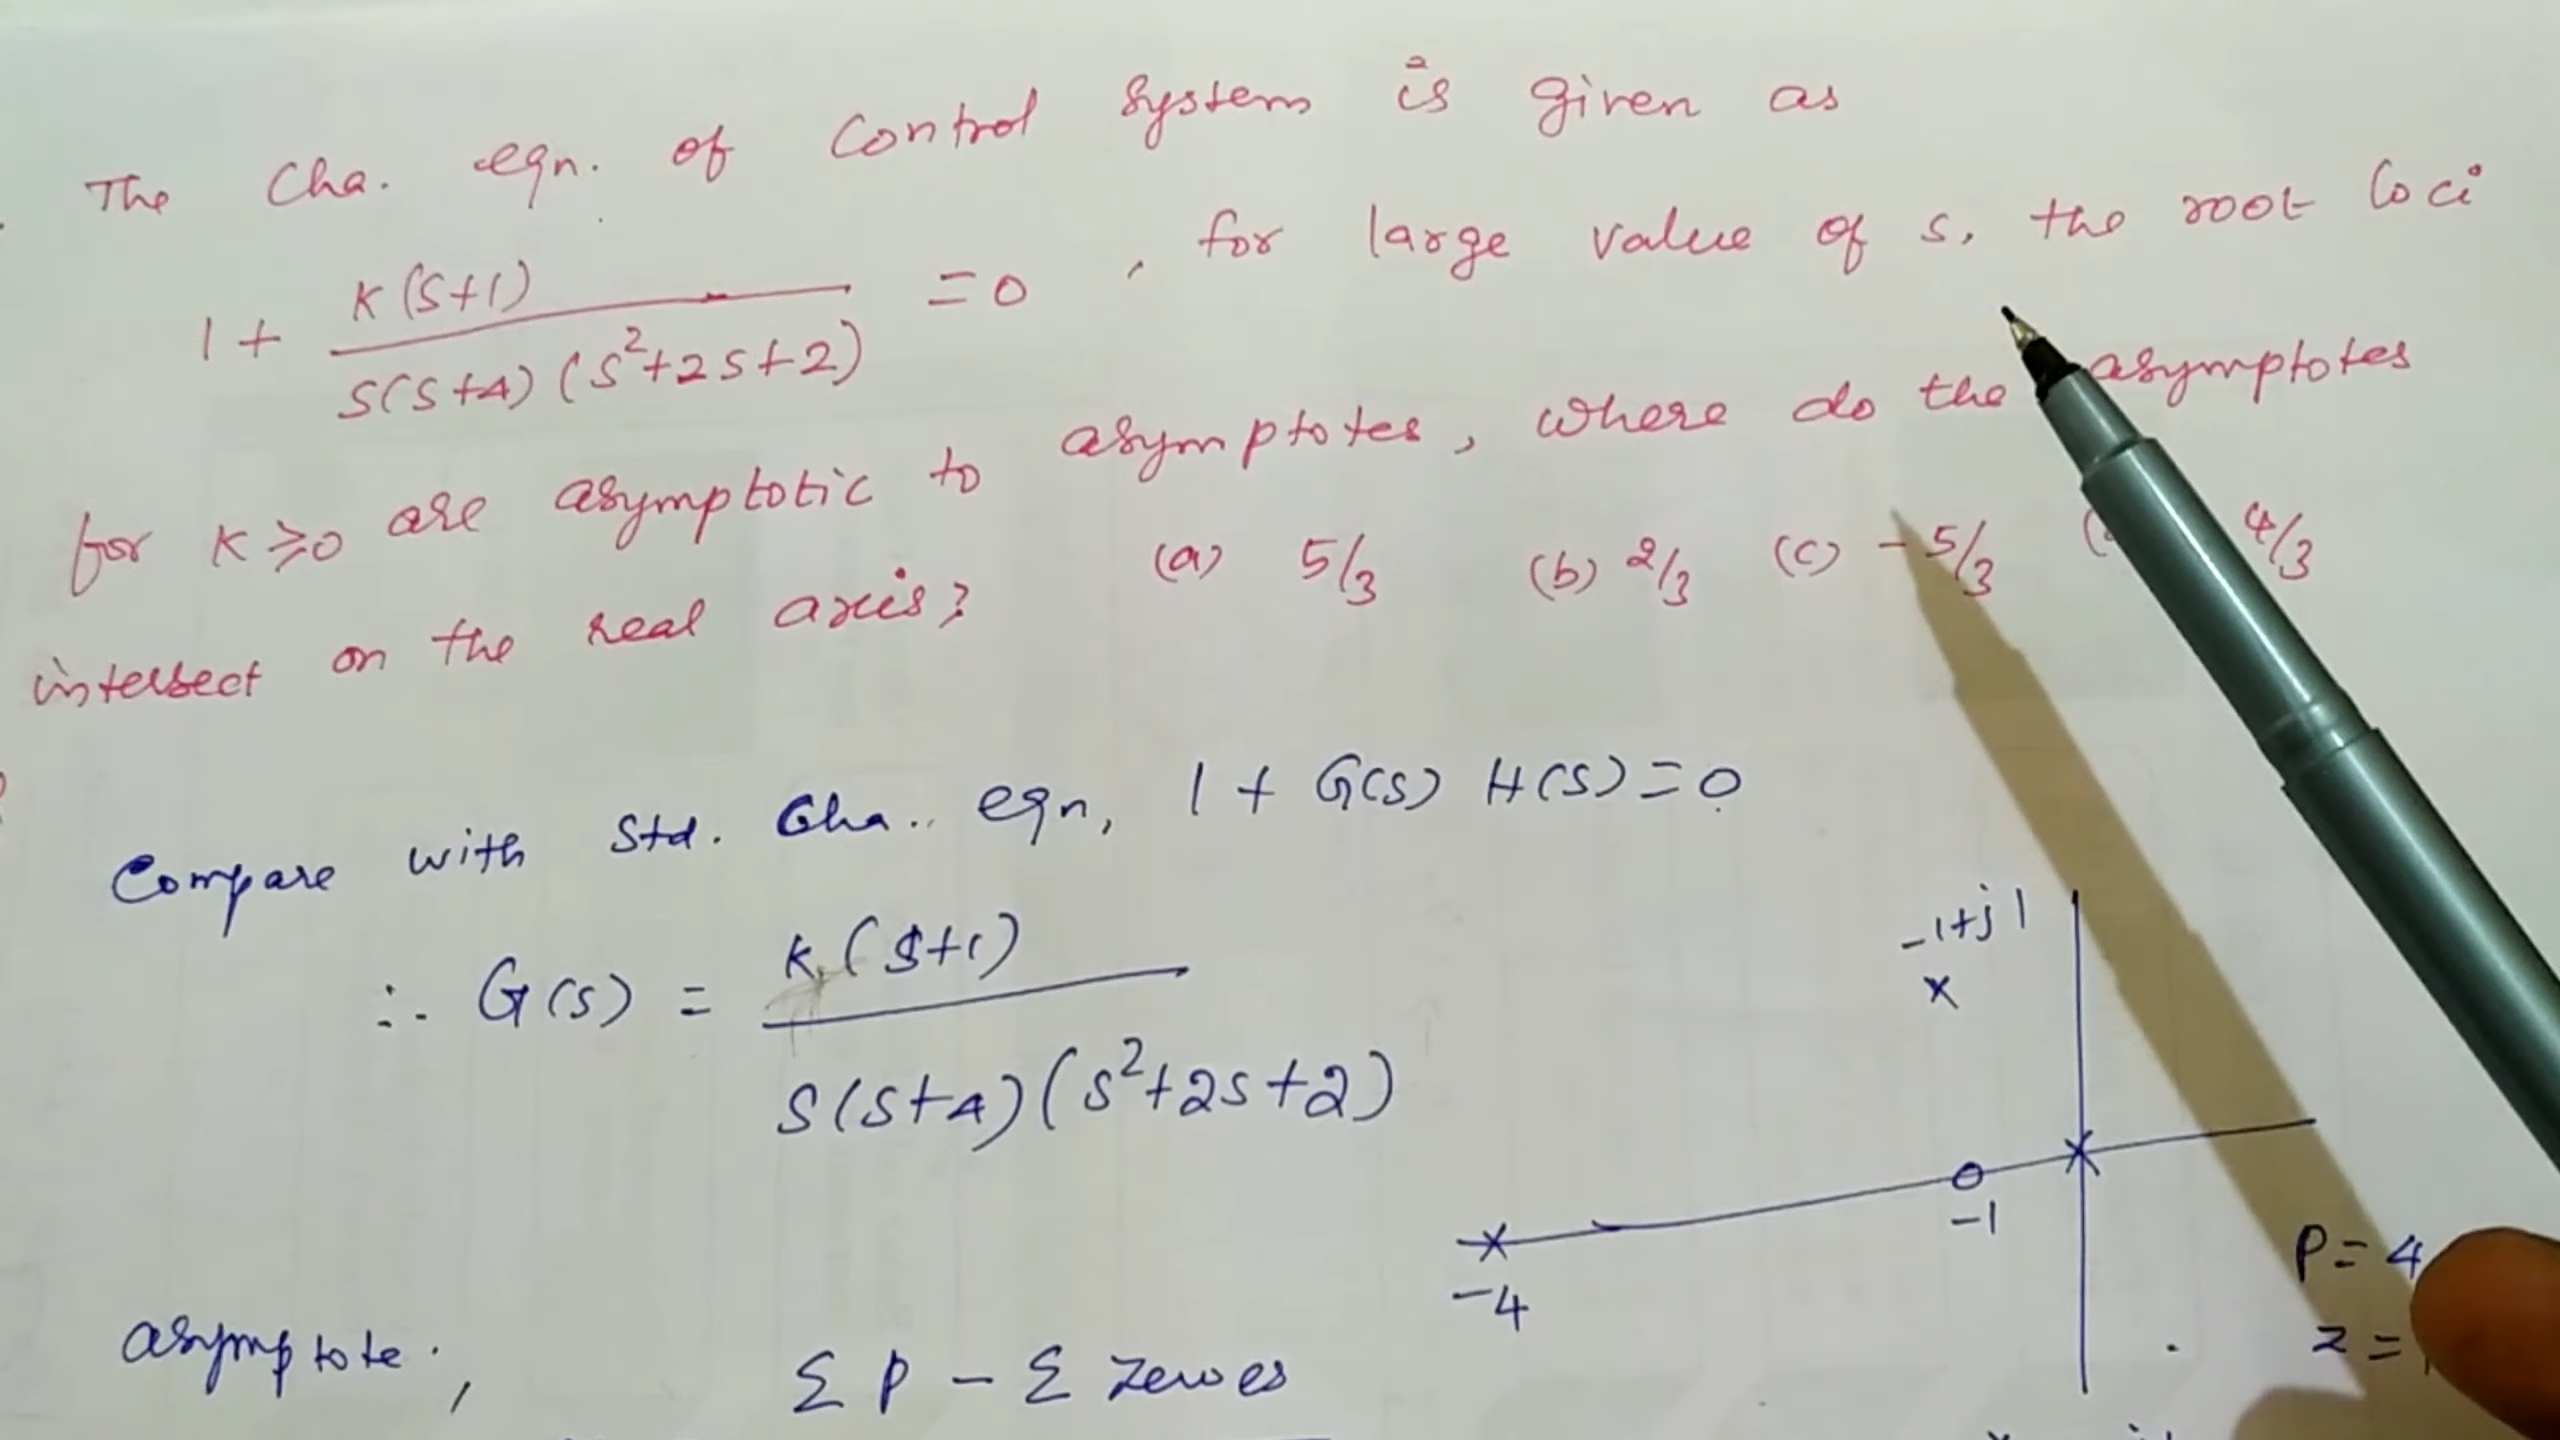 The Cha. eqn. of Control System is given as
1 + K(S+1) / S(S+4)(S²+2S+2) = 0 , for large value of s, the root loci
for K ≥ 0 are asymptotic to asymptotes, where do the asymptotes
intersect on the real axis? (a) 5/3 (b) 2/3 (c) -5/3 4/3
Compare with Std. Cha.. eqn, 1 + G(S) H(S) = 0
∴ G(S) = K(S+1) / S(S+4)(S²+2S+2)
-1+j1
x
-1
-4
P = 4
Z =
asymptote, Σ P - Σ Zeroes